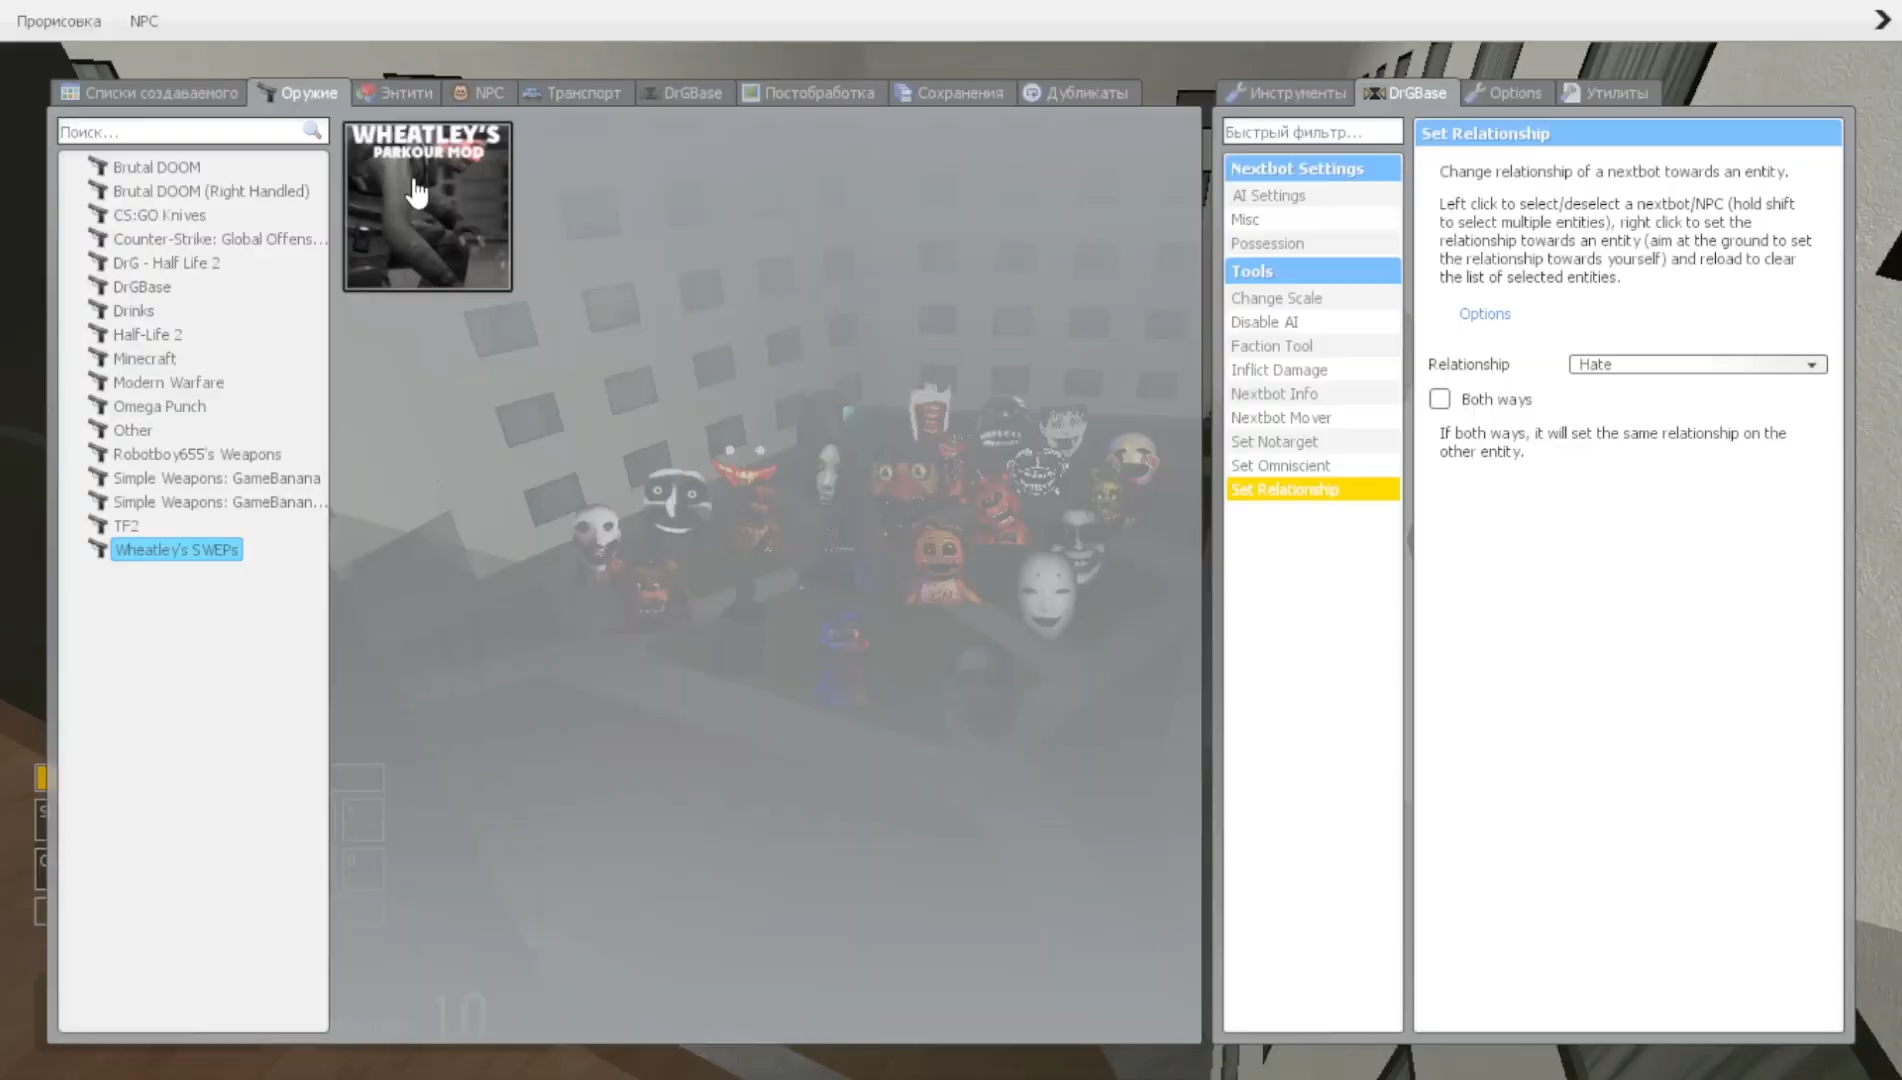 Прорисовка
NPC
Списки создаваемого
Оружие
Энтити
NPC
Транспорт
DrGBase
Постобработка
Сохранения
Дубликаты
Инструменты
DrGBase
Options
Утилиты
Поиск...
Brutal DOOM
Brutal DOOM (Right Handled)
CS:GO Knives
Counter-Strike: Global Offens...
DrG - Half Life 2
DrGBase
Drinks
Half-Life 2
Minecraft
Modern Warfare
Omega Punch
Other
Robotboy655's Weapons
Simple Weapons: GameBanana
Simple Weapons: GameBanan...
TF2
Wheatley's SWEPs
WHEATLEY'S
PARKOUR MOD
10
Быстрый фильтр...
Nextbot Settings
AI Settings
Misc
Possession
Tools
Change Scale
Disable AI
Faction Tool
Inflict Damage
Nextbot Info
Nextbot Mover
Set Notarget
Set Omniscient
Set Relationship
Set Relationship
Change relationship of a nextbot towards an entity.
Left click to select/deselect a nextbot/NPC (hold shift
to select multiple entities), right click to set the
relationship towards an entity (aim at the ground to set
the relationship towards yourself) and reload to clear
the list of selected entities.
Options
Relationship
Hate
Both ways
If both ways, it will set the same relationship on the
other entity.